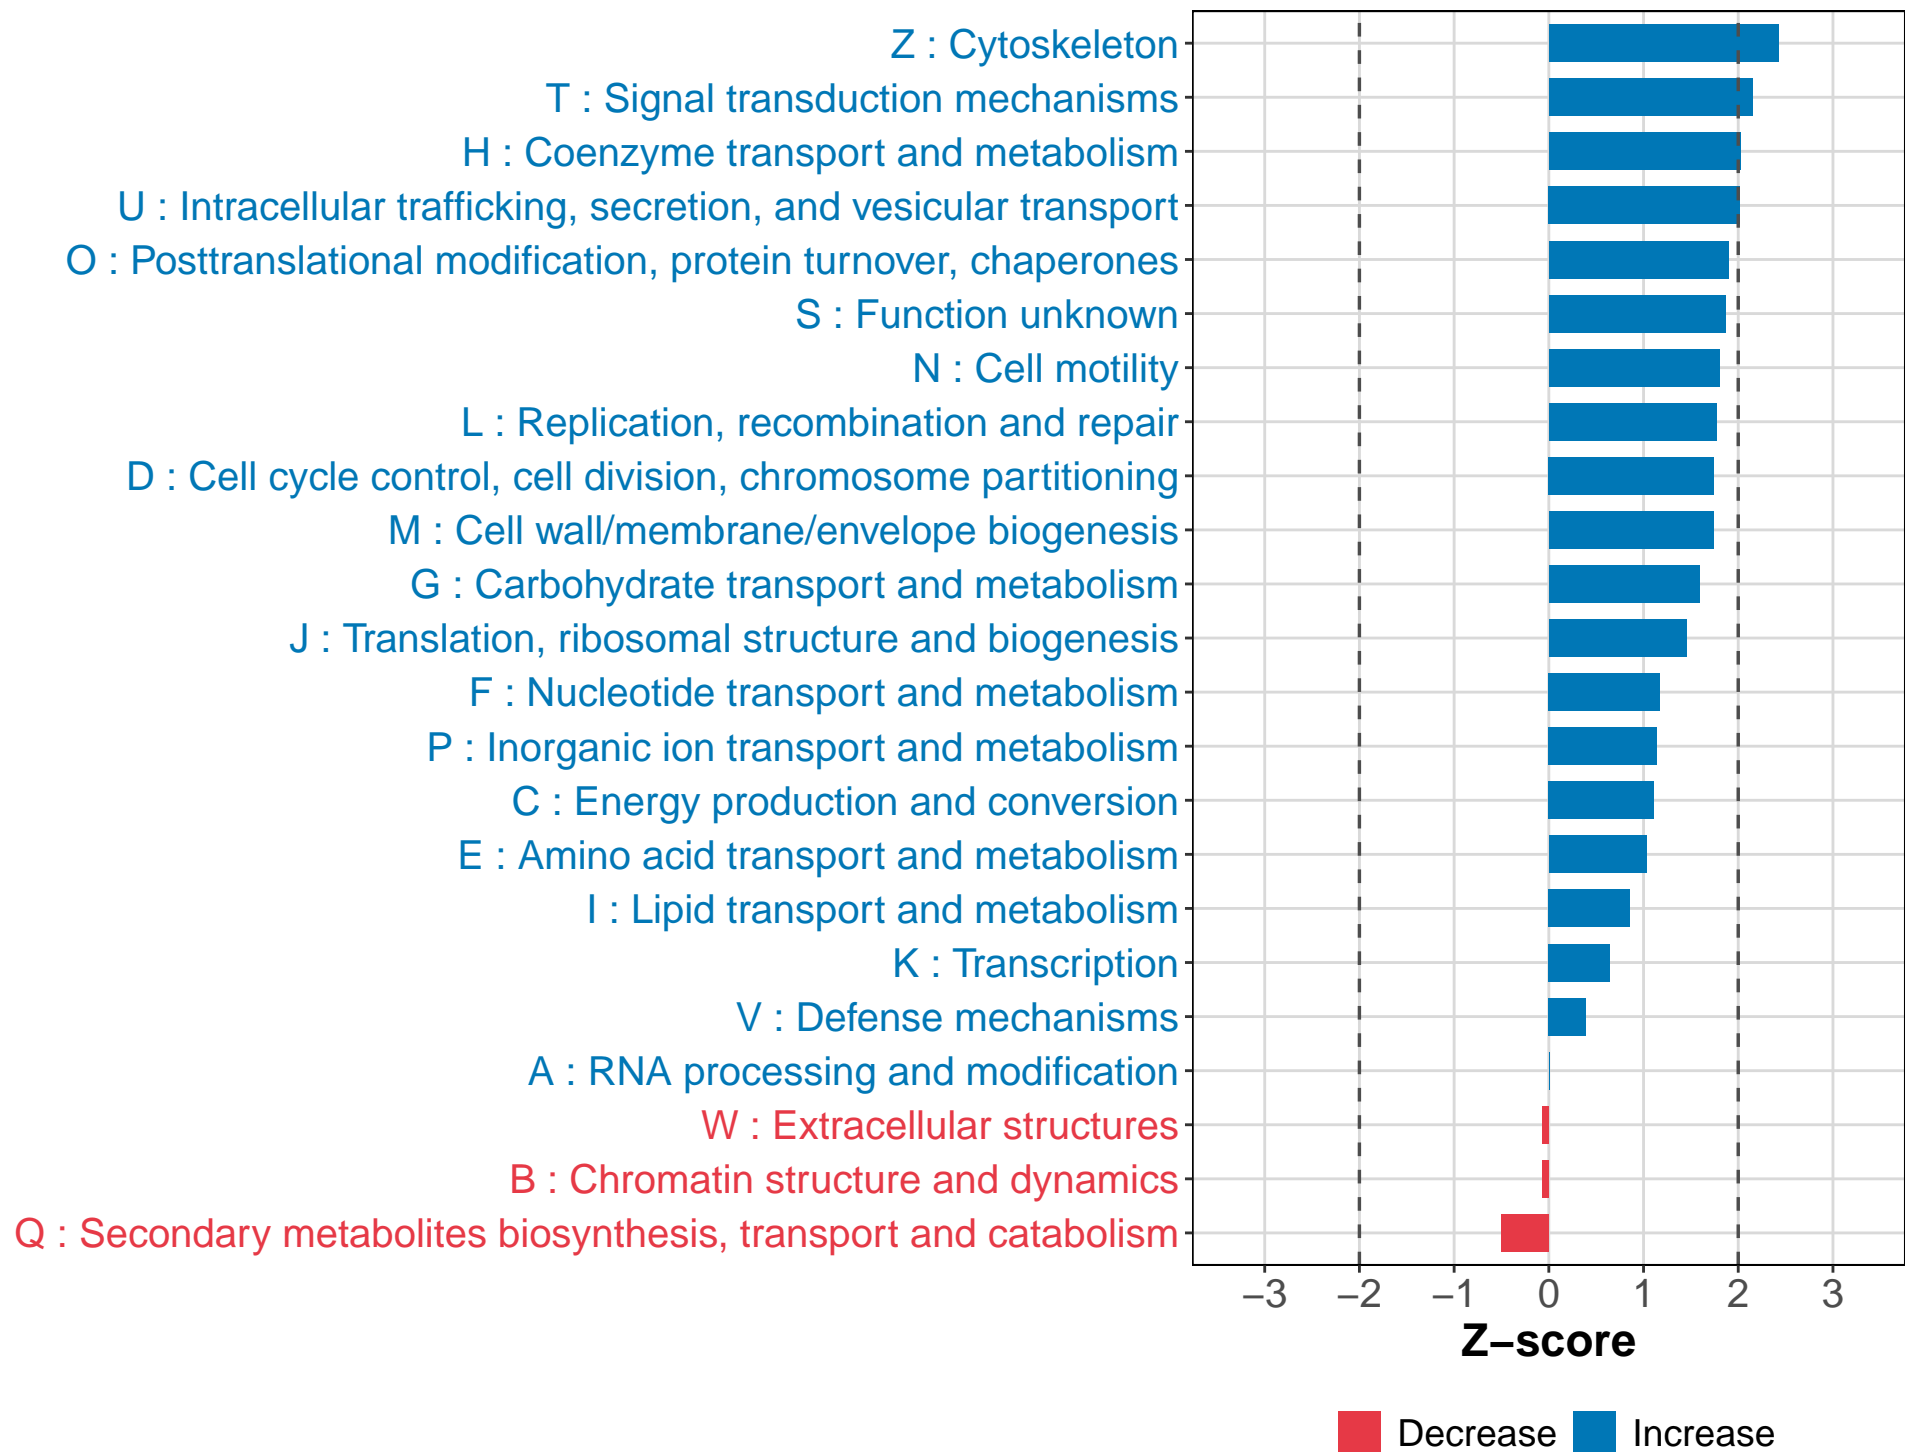 Z : Cytoskeleton
T : Signal transduction mechanisms
H : Coenzyme transport and metabolism
U : Intracellular trafficking, secretion, and vesicular transport
O : Posttranslational modification, protein turnover, chaperones
S : Function unknown
N : Cell motility
L : Replication, recombination and repair
D : Cell cycle control, cell division, chromosome partitioning
M : Cell wall/membrane/envelope biogenesis
G : Carbohydrate transport and metabolism
J : Translation, ribosomal structure and biogenesis
F : Nucleotide transport and metabolism
P : Inorganic ion transport and metabolism
C : Energy production and conversion
E : Amino acid transport and metabolism
I : Lipid transport and metabolism
K : Transcription
V : Defense mechanisms
A : RNA processing and modification
W : Extracellular structures
B : Chromatin structure and dynamics
Q : Secondary metabolites biosynthesis, transport and catabolism
−3 −2 −1 0 1 2 3
Z−score
Decrease Increase